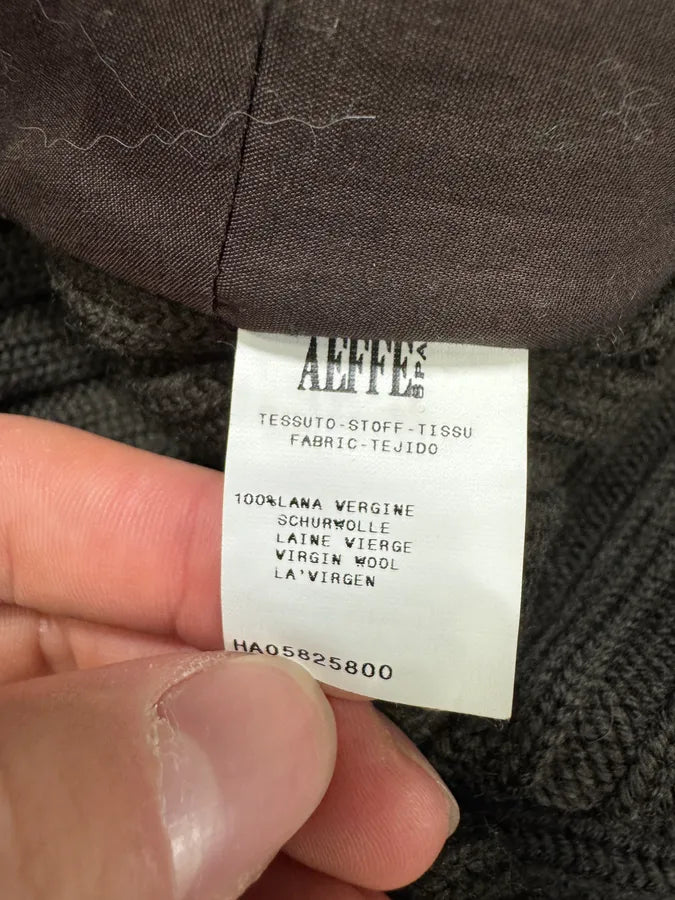 AEFFE SPA
TESSUTO-STOFF-TISSU
FABRIC-TEJIDO
100%LANA VERGINE
SCHURWOLLE
LAINE VIERGE
VIRGIN WOOL
LA'VIRGEN
HA05825800